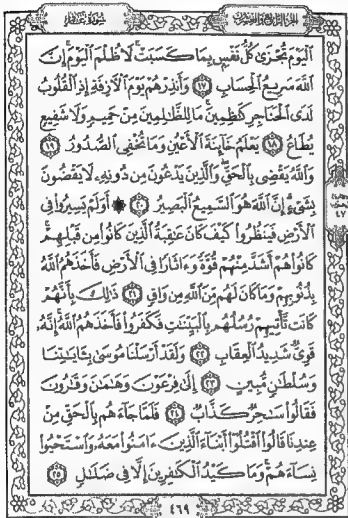 الجزء الرابع والعشرون سورة غافر
الْيَوْمَ تُجْزَىٰ كُلُّ نَفْسٍ بِمَا كَسَبَتْ ۚ لَا ظُلْمَ الْيَوْمَ ۚ إِنَّ
اللَّهَ سَرِيعُ الْحِسَابِ ١٧ وَأَنذِرْهُمْ يَوْمَ الْآزِفَةِ إِذِ الْقُلُوبُ
لَدَى الْحَنَاجِرِ كَاظِمِينَ ۚ مَا لِلظَّالِمِينَ مِنْ حَمِيمٍ وَلَا شَفِيعٍ
يُطَاعُ ١٨ يَعْلَمُ خَائِنَةَ الْأَعْيُنِ وَمَا تُخْفِي الصُّدُورُ ١٩
وَاللَّهُ يَقْضِي بِالْحَقِّ ۖ وَالَّذِينَ يَدْعُونَ مِن دُونِهِ لَا يَقْضُونَ
بِشَيْءٍ ۗ إِنَّ اللَّهَ هُوَ السَّمِيعُ الْبَصِيرُ ٢٠ ۞ أَوَلَمْ يَسِيرُوا فِي
الْأَرْضِ فَيَنظُرُوا كَيْفَ كَانَ عَاقِبَةُ الَّذِينَ كَانُوا مِن قَبْلِهِمْ ۚ
كَانُوا هُمْ أَشَدَّ مِنْهُمْ قُوَّةً وَآثَارًا فِي الْأَرْضِ فَأَخَذَهُمُ اللَّهُ
بِذُنُوبِهِمْ وَمَا كَانَ لَهُم مِّنَ اللَّهِ مِن وَاقٍ ٢١ ذَٰلِكَ بِأَنَّهُمْ
كَانَت تَّأْتِيهِمْ رُسُلُهُم بِالْبَيِّنَاتِ فَكَفَرُوا فَأَخَذَهُمُ اللَّهُ ۚ إِنَّهُ
قَوِيٌّ شَدِيدُ الْعِقَابِ ٢٢ وَلَقَدْ أَرْسَلْنَا مُوسَىٰ بِآيَاتِنَا
وَسُلْطَانٍ مُّبِينٍ ٢٣ إِلَىٰ فِرْعَوْنَ وَهَامَانَ وَقَارُونَ
فَقَالُوا سَاحِرٌ كَذَّابٌ ٢٤ فَلَمَّا جَاءَهُم بِالْحَقِّ مِنْ
عِندِنَا قَالُوا اقْتُلُوا أَبْنَاءَ الَّذِينَ آمَنُوا مَعَهُ وَاسْتَحْيُوا
نِسَاءَهُمْ ۚ وَمَا كَيْدُ الْكَافِرِينَ إِلَّا فِي ضَلَالٍ ٢٥
٤٦٩